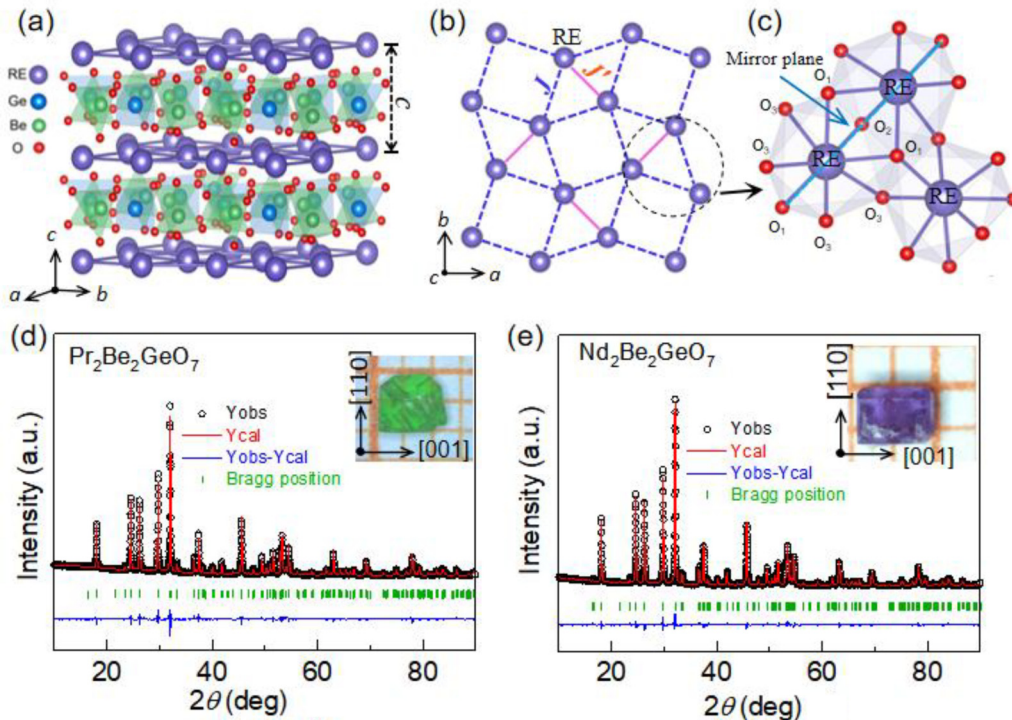 (a)
RE
Ge
Be
O
C
c
a
b
(b)
RE
J
J'
b
c
a
(c)
Mirror plane
RE
O₁
O₃
O₂
RE
O₁
O₃
RE
O₃
O₁
O₃
(d)
Pr₂Be₂GeO₇
[110]
[001]
Yobs
Ycal
Yobs-Ycal
Bragg position
Intensity (a.u.)
20 40 60 80
2θ (deg)
(e)
Nd₂Be₂GeO₇
[110]
[001]
Yobs
Ycal
Yobs-Ycal
Bragg position
Intensity (a.u.)
20 40 60 80
2θ (deg)